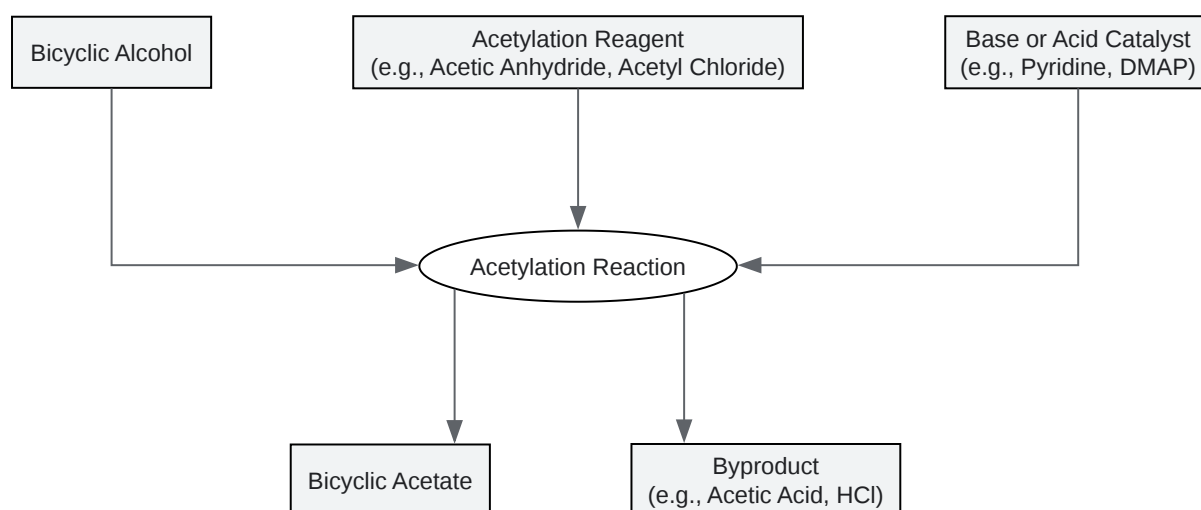 Bicyclic Alcohol
Acetylation Reagent
(e.g., Acetic Anhydride, Acetyl Chloride)
Base or Acid Catalyst
(e.g., Pyridine, DMAP)
Acetylation Reaction
Bicyclic Acetate
Byproduct
(e.g., Acetic Acid, HCl)